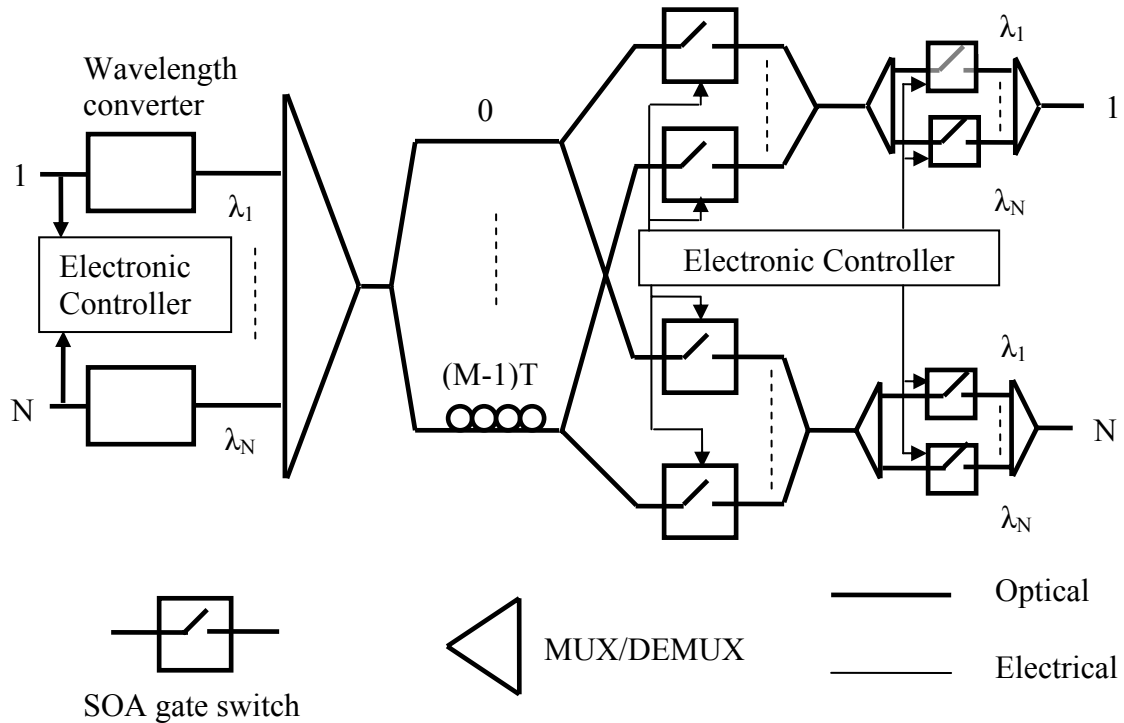 Wavelength
converter
1
λ1
Electronic
Controller
N
λN
0
(M-1)T
Electronic Controller
λ1
1
λN
λ1
N
λN
SOA gate switch
MUX/DEMUX
Optical
Electrical